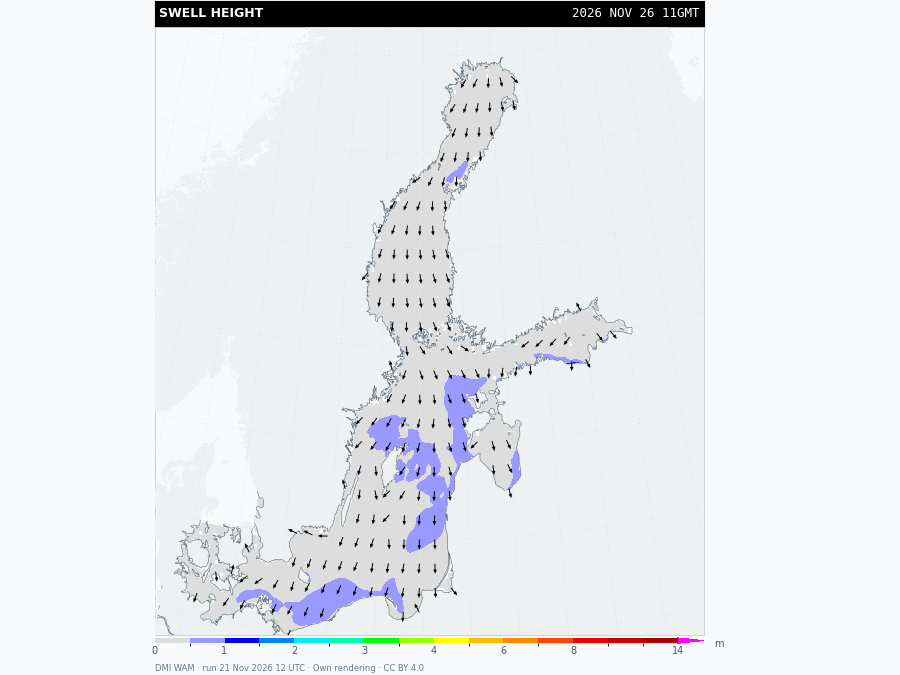 SWELL HEIGHT 2026 NOV 26 11GMT
0 1 2 3 4 6 8 14 m
DMI WAM · run 21 Nov 2026 12 UTC · Own rendering · CC BY 4.0